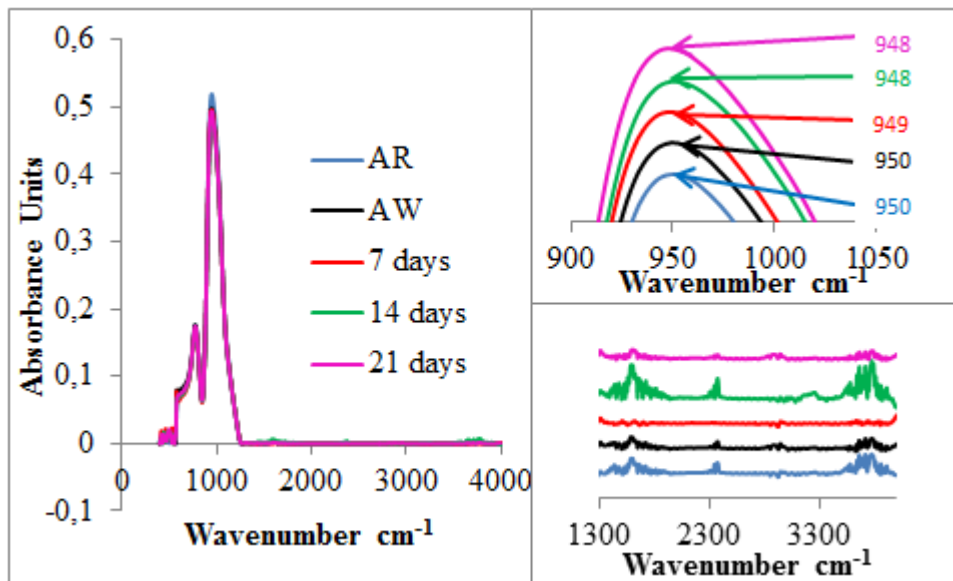 0,6
0,5
0,4
0,3
0,2
0,1
0
-0,1
Absorbance Units
AR
AW
7 days
14 days
21 days
0 1000 2000 3000 4000
Wavenumber cm-1
948
948
949
950
950
900 950 1000 1050
Wavenumber cm-1
1300 2300 3300
Wavenumber cm-1